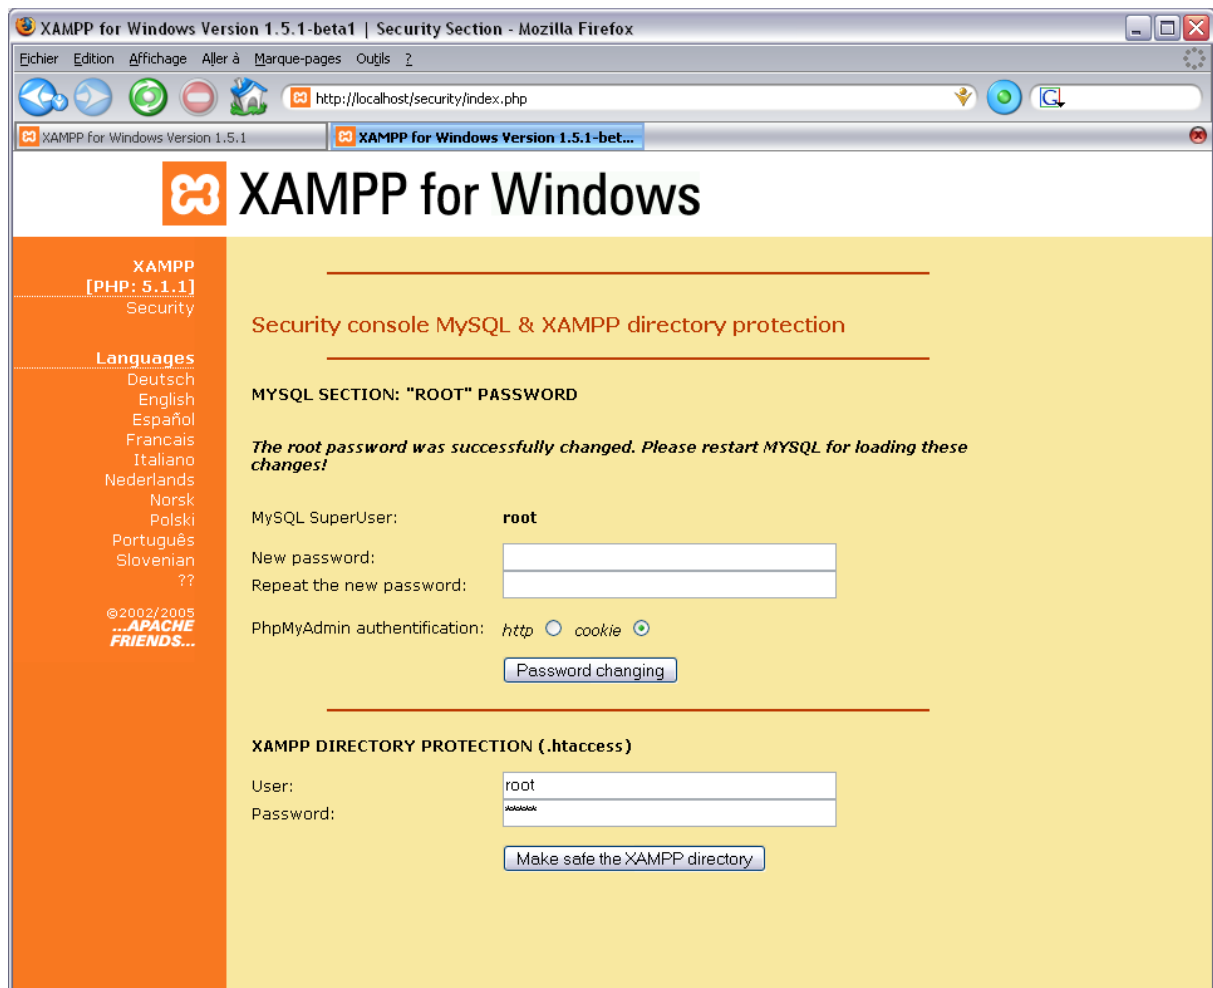 XAMPP for Windows Version 1.5.1-beta1 | Security Section - Mozilla Firefox
Fichier Edition Affichage Aller à Marque-pages Outils ?
http://localhost/security/index.php
XAMPP for Windows Version 1.5.1
XAMPP for Windows Version 1.5.1-bet...
XAMPP for Windows
XAMPP
[PHP: 5.1.1]
Security
Languages
Deutsch
English
Español
Francais
Italiano
Nederlands
Norsk
Polski
Português
Slovenian
??
©2002/2005
...APACHE
FRIENDS...
Security console MySQL & XAMPP directory protection
MYSQL SECTION: "ROOT" PASSWORD
The root password was successfully changed. Please restart MYSQL for loading these
changes!
MySQL SuperUser: root
New password:
Repeat the new password:
PhpMyAdmin authentification: http cookie
Password changing
XAMPP DIRECTORY PROTECTION (.htaccess)
User: root
Password: ******
Make safe the XAMPP directory